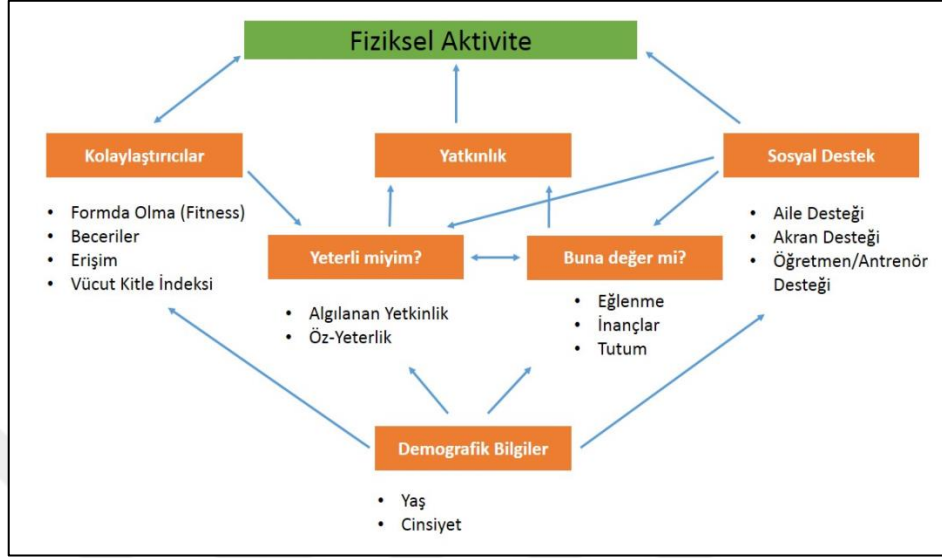 Fiziksel Aktivite
Kolaylaştırıcılar
Yatkınlık
Sosyal Destek
• Formda Olma (Fitness)
• Beceriler
• Erişim
• Vücut Kitle İndeksi
• Aile Desteği
• Akran Desteği
• Öğretmen/Antrenör
Desteği
Yeterli miyim?
Buna değer mi?
• Algılanan Yetkinlik
• Öz-Yeterlik
• Eğlenme
• İnançlar
• Tutum
Demografik Bilgiler
• Yaş
• Cinsiyet